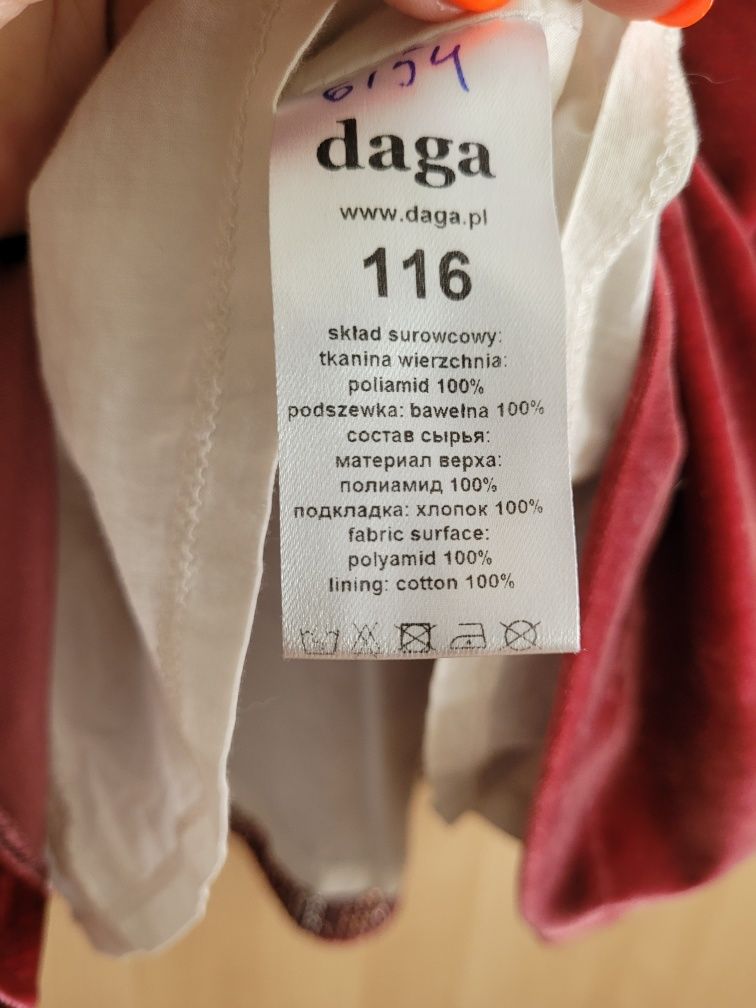 6154
daga
www.daga.pl
116
skład surowcowy:
tkanina wierzchnia:
poliamid 100%
podszewka: bawełna 100%
состав сырья:
материал верха:
полиамид 100%
подкладка: хлопок 100%
fabric surface:
polyamid 100%
lining: cotton 100%